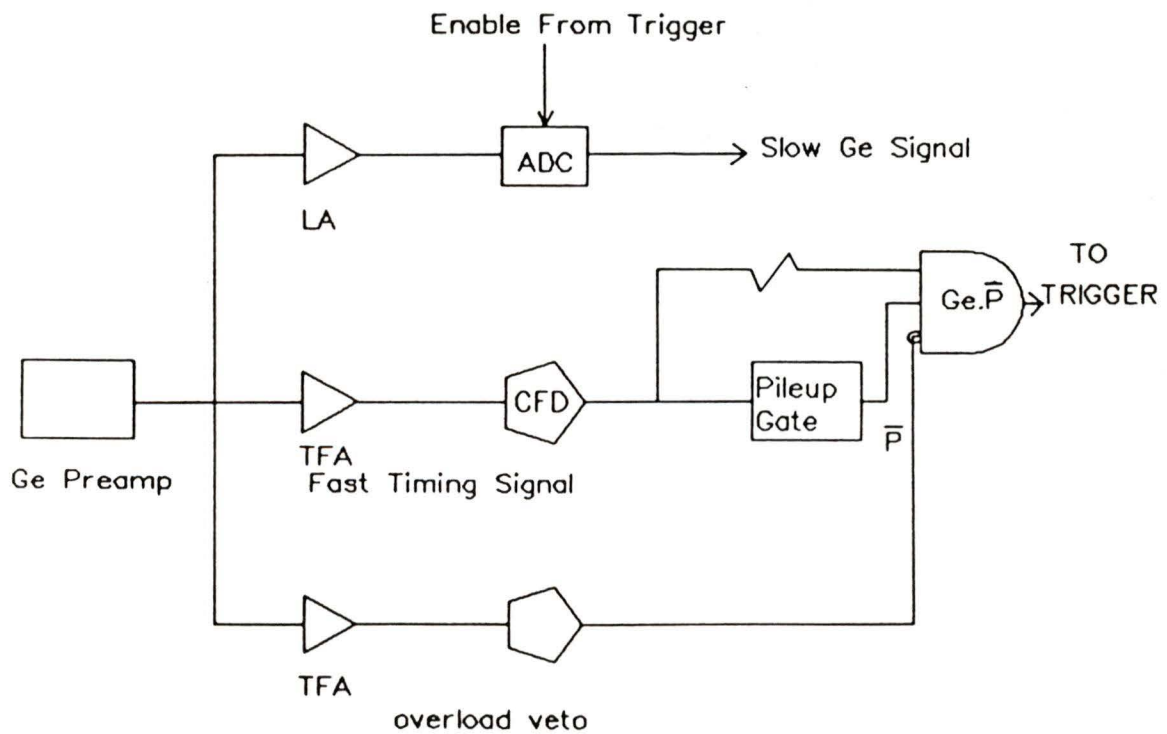 Enable From Trigger
ADC
Slow Ge Signal
LA
TO
TRIGGER
Ge.P̅
CFD
Pileup
Gate
P̅
TFA
Fast Timing Signal
Ge Preamp
TFA
overload veto